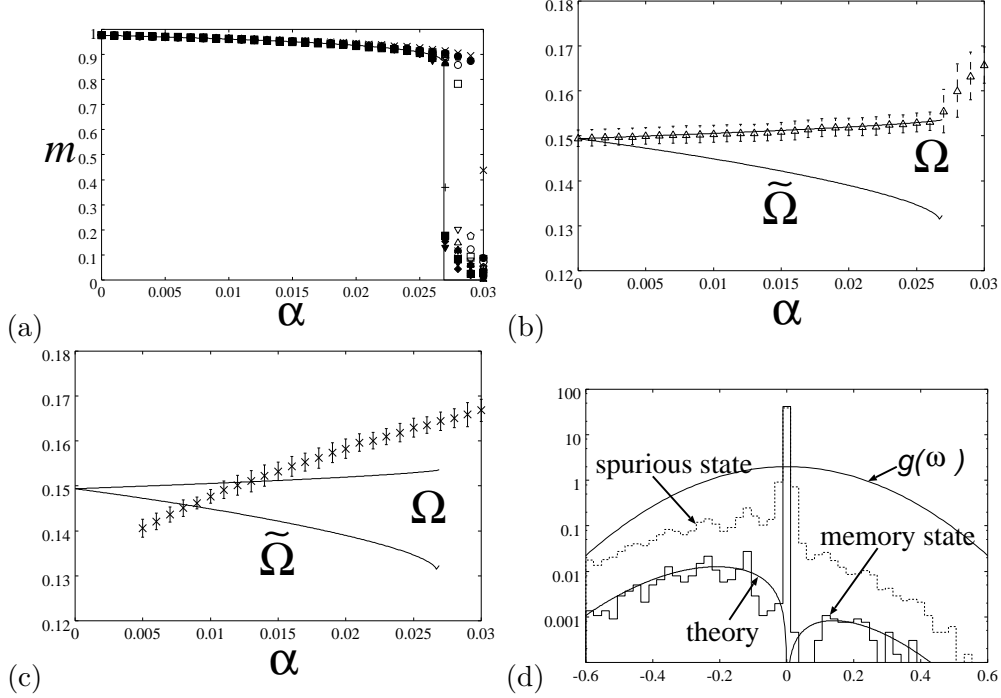 1
0.9
0.8
0.7
0.6
0.5
0.4
0.3
0.2
0.1
0
m
0 0.005 0.01 0.015 0.02 0.025 0.03
α
(a)
0.18
0.17
0.16
0.15
0.14
0.13
0.12
Ω
Ω̃
0 0.005 0.01 0.015 0.02 0.025 0.03
α
(b)
0.18
0.17
0.16
0.15
0.14
0.13
0.12
Ω
Ω̃
0.005 0.01 0.015 0.02 0.025 0.03
α
(c)
100
10
1
0.1
0.01
0.001
spurious state
g(ω)
memory state
theory
-0.6 -0.4 -0.2 0 0.2 0.4 0.6
(d)